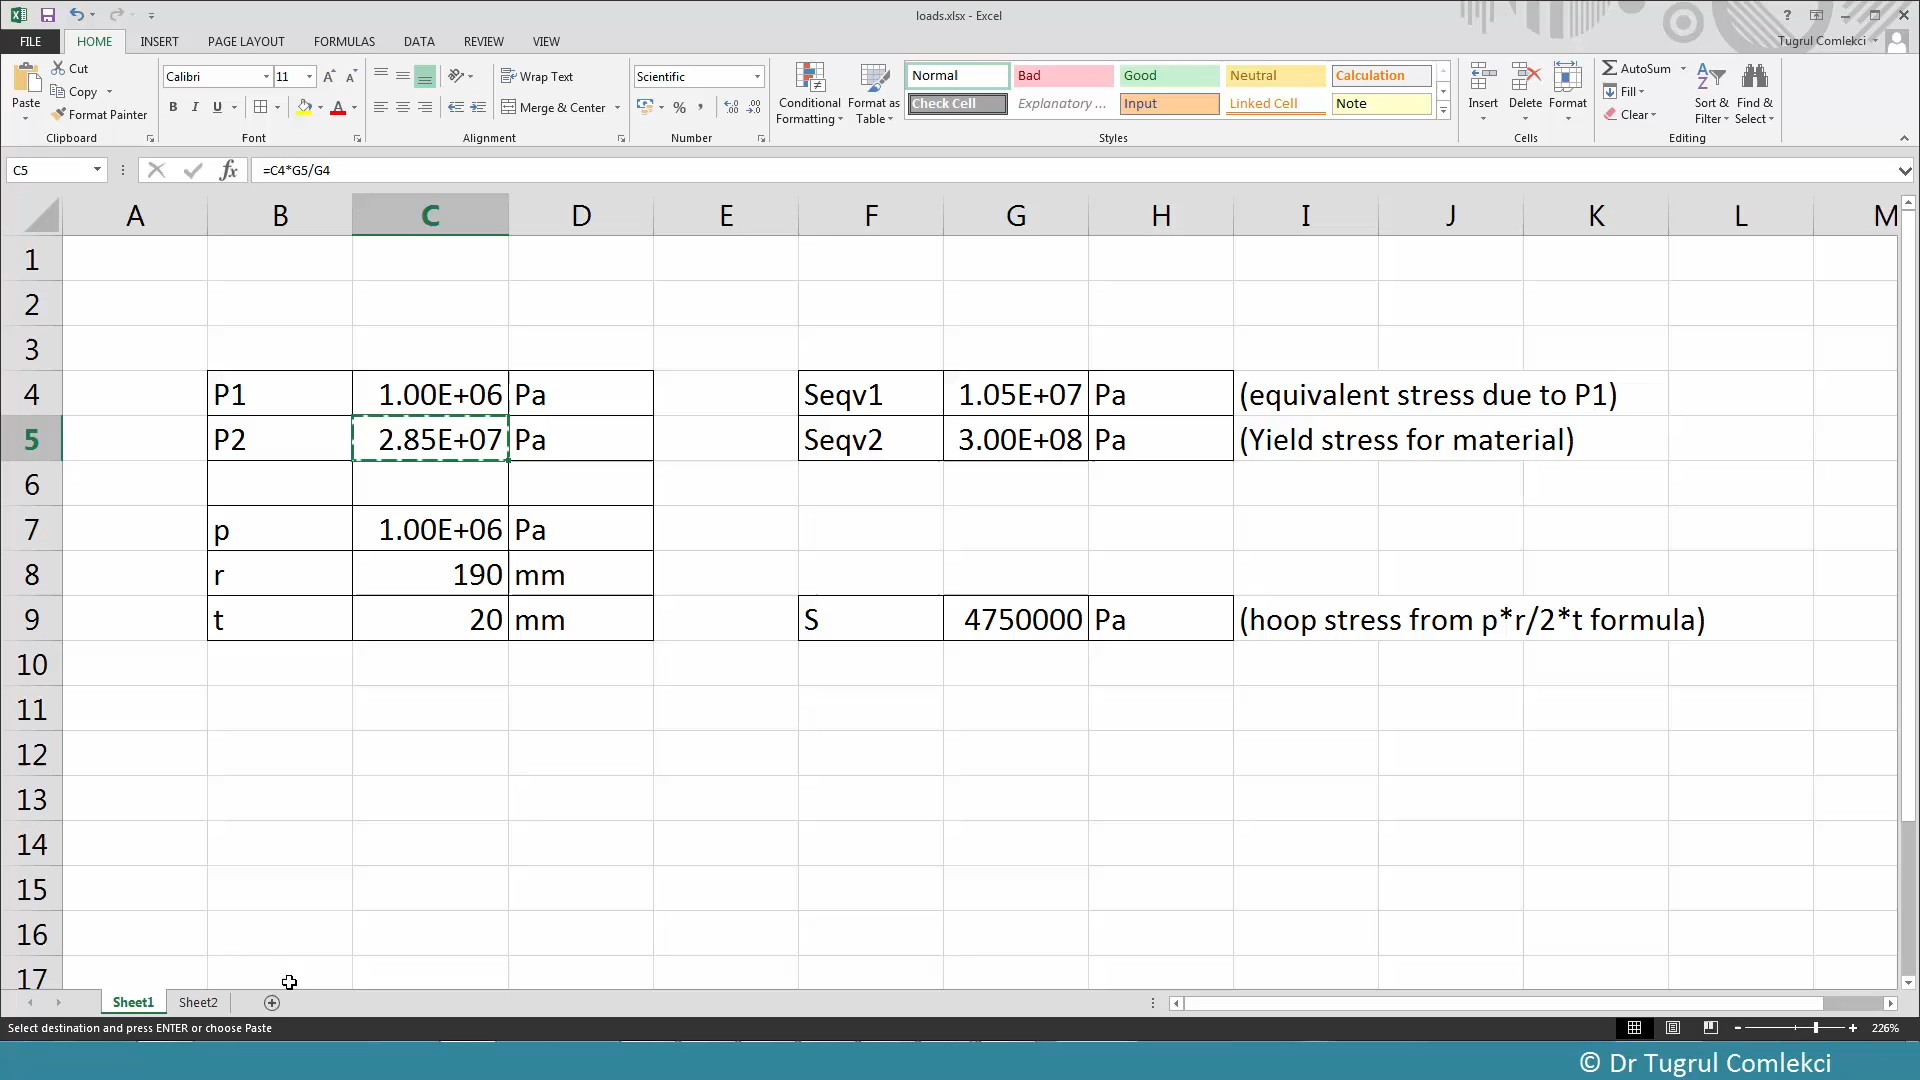 loads.xlsx - Excel
?
FILE HOME INSERT PAGE LAYOUT FORMULAS DATA REVIEW VIEW Tugrul Comlekci
Paste
Cut
Copy
Format Painter
Clipboard
Calibri 11 A A
B I U A
Font
Wrap Text
Merge & Center
Alignment
Scientific
% , .00 .0
Number
Conditional Formatting
Format as Table
Normal Bad Good Neutral Calculation
Check Cell Explanatory ... Input Linked Cell Note
Styles
Insert Delete Format
Cells
AutoSum
Fill
Clear
Sort & Filter
Find & Select
Editing
C5 fx =C4*G5/G4
A B C D E F G H I J K L M
1
2
3
4 P1 1.00E+06 Pa Seqv1 1.05E+07 Pa (equivalent stress due to P1)
5 P2 2.85E+07 Pa Seqv2 3.00E+08 Pa (Yield stress for material)
6
7 p 1.00E+06 Pa
8 r 190 mm
9 t 20 mm S 4750000 Pa (hoop stress from p*r/2*t formula)
10
11
12
13
14
15
16
17
Sheet1 Sheet2
Select destination and press ENTER or choose Paste 226%
© Dr Tugrul Comlekci